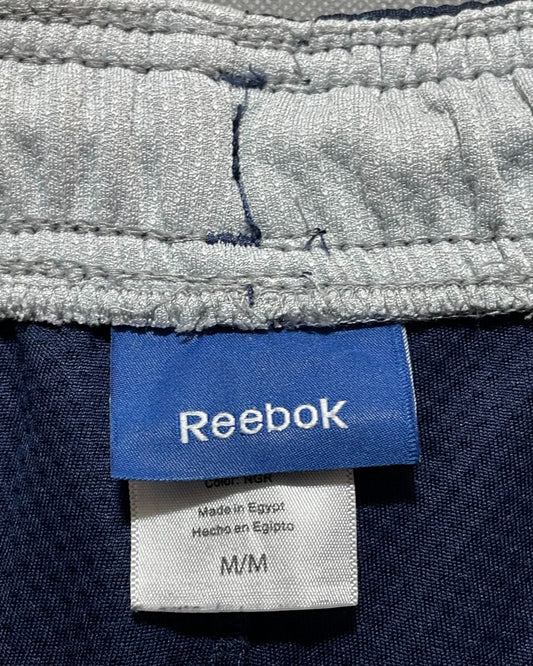 Reebok
Color: NGR
Made in Egypt
Hecho en Egipto
M/M